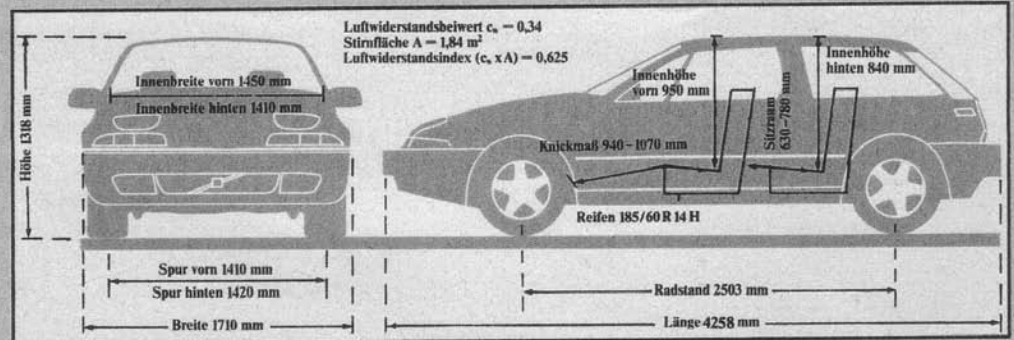 Luftwiderstandsbeiwert cw = 0,34
Stirnfläche A = 1,84 m²
Luftwiderstandsindex (cw x A) = 0,625
Höhe 1318 mm
Innenbreite vorn 1450 mm
Innenbreite hinten 1410 mm
Spur vorn 1410 mm
Spur hinten 1420 mm
Breite 1710 mm
Innenhöhe
vorn 950 mm
Sitzraum
630–780 mm
Innenhöhe
hinten 840 mm
Knickmaß 940–1070 mm
Reifen 185/60 R 14 H
Radstand 2503 mm
Länge 4258 mm